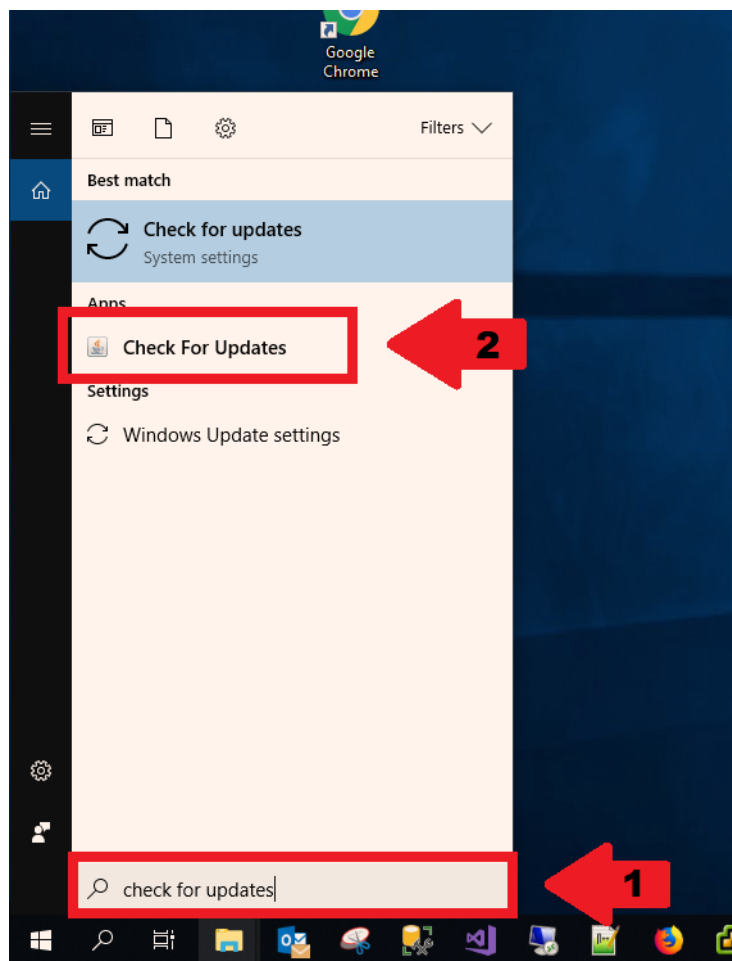 Google
Chrome
Filters
Best match
Check for updates
System settings
Apps
Check For Updates
2
Settings
Windows Update settings
check for updates
1